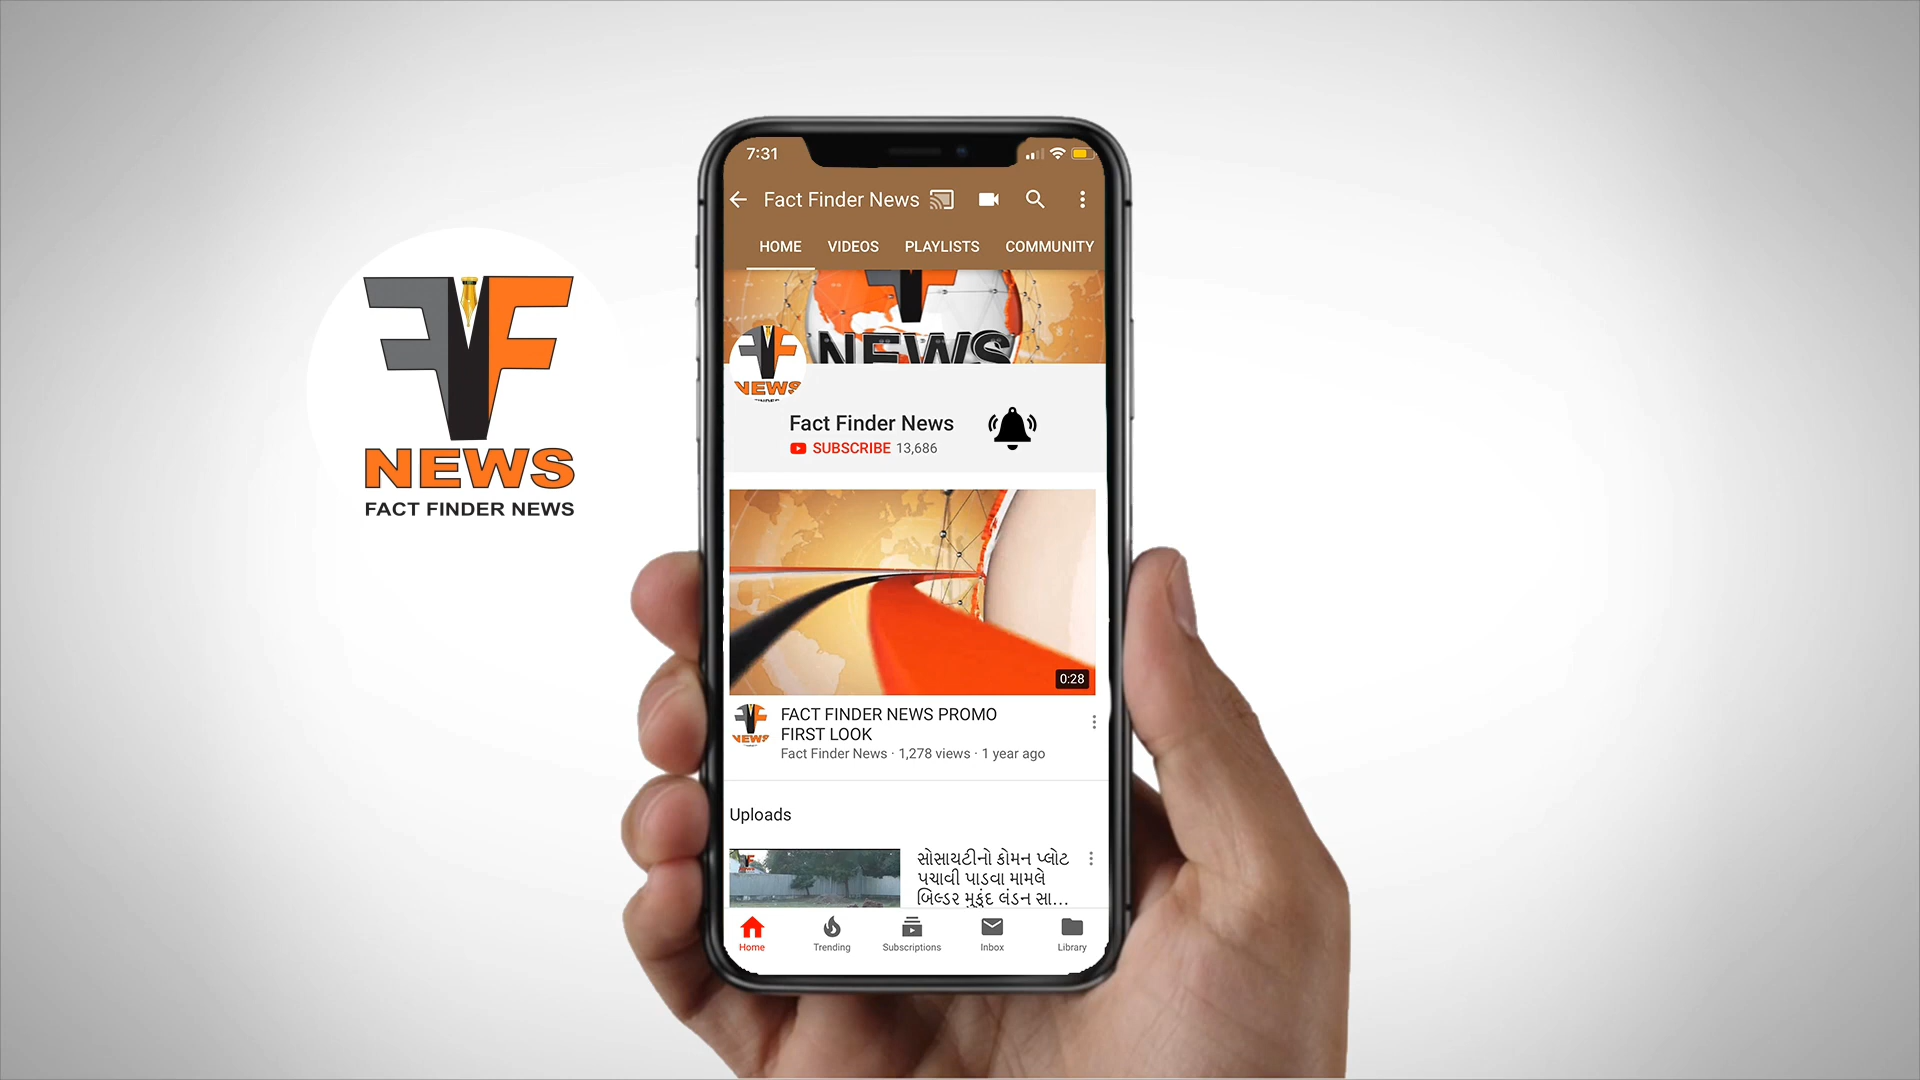 7:31
Fact Finder News
HOME VIDEOS PLAYLISTS COMMUNITY
NEWS
NEWS
Fact Finder News
SUBSCRIBE 13,686
NEWS
FACT FINDER NEWS
0:28
FACT FINDER NEWS PROMO
FIRST LOOK
NEWS
Fact Finder News · 1,278 views · 1 year ago
Uploads
સોસાયટીનો કોમન પ્લોટ
પચાવી પાડવા મામલે
બિલ્ડર મુકુંદ લંડન સા...
Home Trending Subscriptions Inbox Library